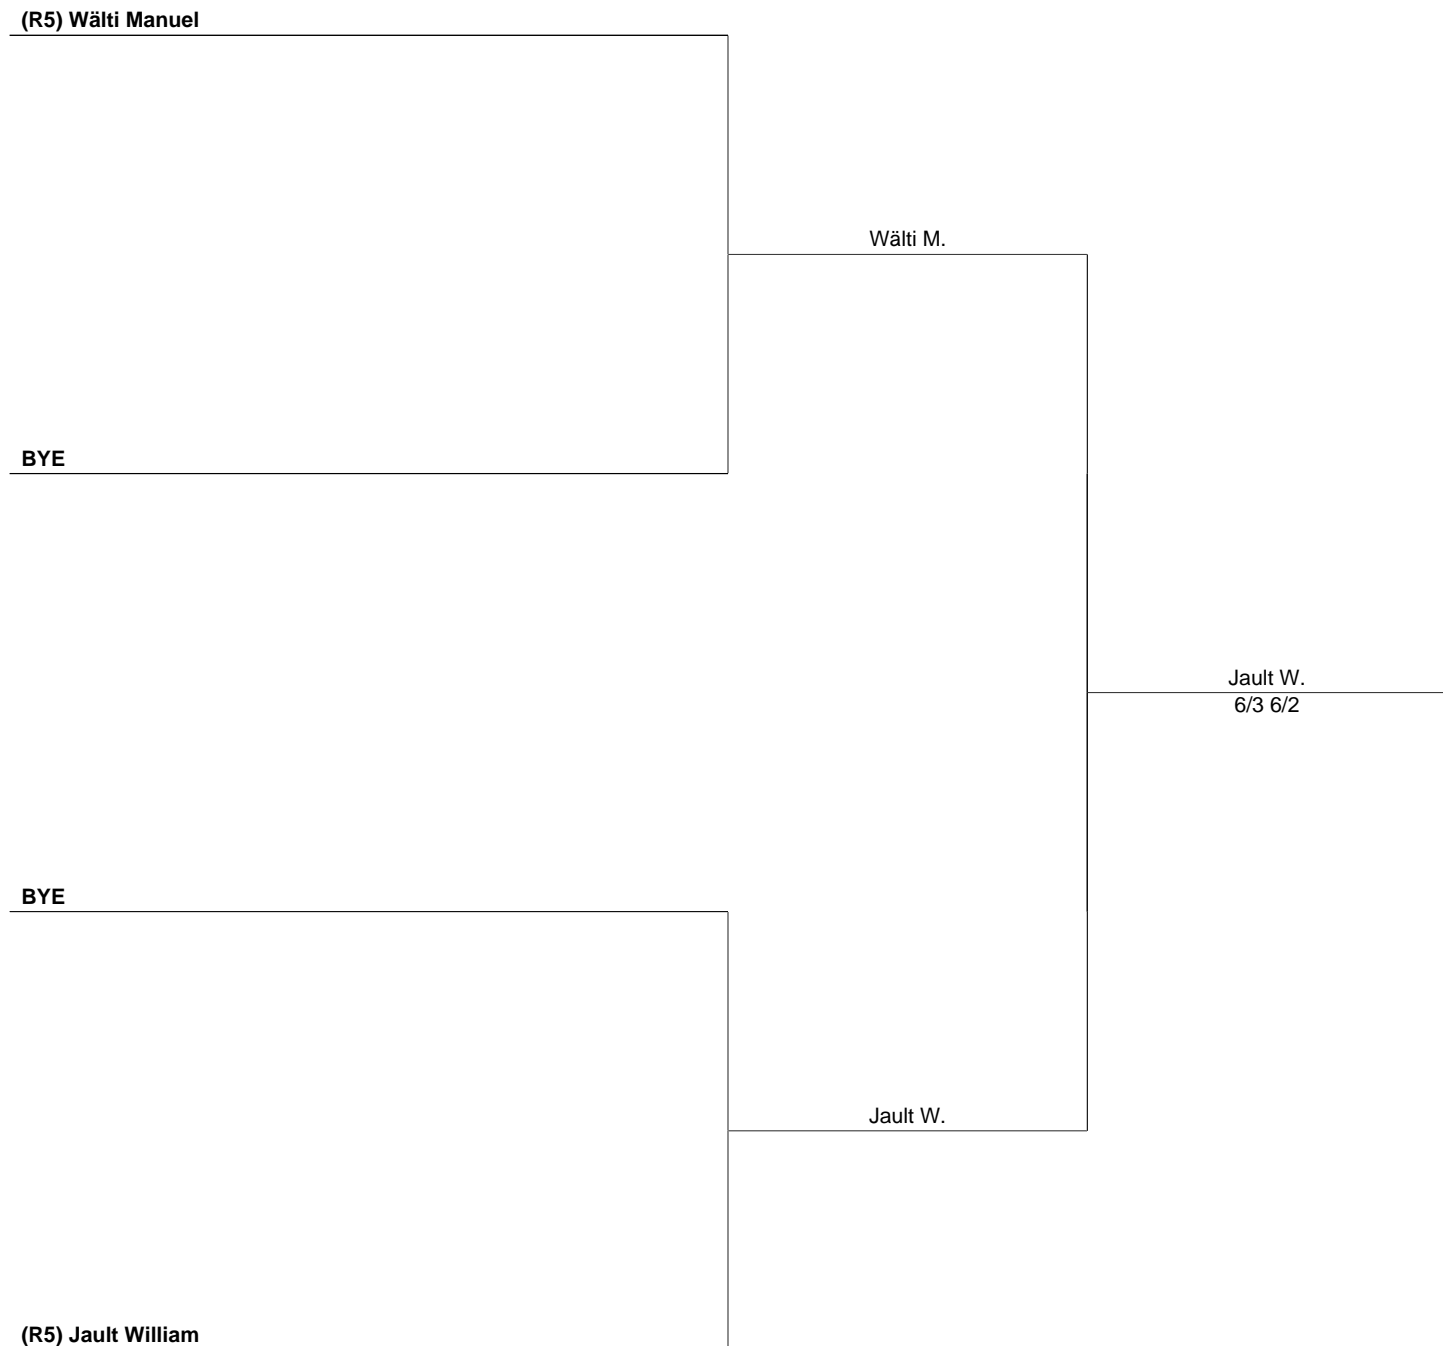 (R5) Wälti Manuel
Wälti M.
BYE
Jault W.
6/3 6/2
BYE
Jault W.
(R5) Jault William